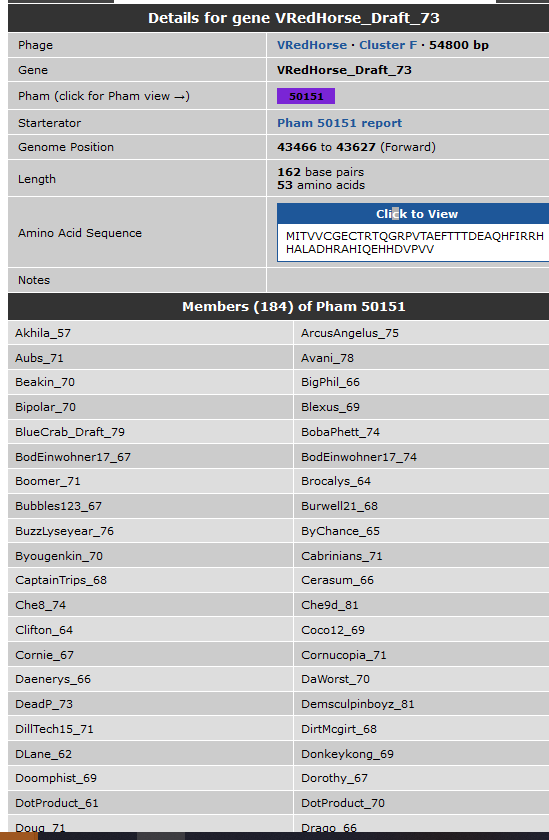 Details for gene VRedHorse_Draft_73
Phage VRedHorse · Cluster F · 54800 bp
Gene VRedHorse_Draft_73
Pham (click for Pham view →) 50151
Starterator Pham 50151 report
Genome Position 43466 to 43627 (Forward)
Length 162 base pairs
53 amino acids
Amino Acid Sequence Click to View
MITVVCGECTRTQGRPVTAEFTTTDEAQHFIRRH
HALADHRAHIQEHHDVPVV
Notes
Members (184) of Pham 50151
Akhila_57 ArcusAngelus_75
Aubs_71 Avani_78
Beakin_70 BigPhil_66
Bipolar_70 Blexus_69
BlueCrab_Draft_79 BobaPhett_74
BodEinwohner17_67 BodEinwohner17_74
Boomer_71 Brocalys_64
Bubbles123_67 Burwell21_68
BuzzLyseyear_76 ByChance_65
Byougenkin_70 Cabrinians_71
CaptainTrips_68 Cerasum_66
Che8_74 Che9d_81
Clifton_64 Coco12_69
Cornie_67 Cornucopia_71
Daenerys_66 DaWorst_70
DeadP_73 Demsculpinboyz_81
DillTech15_71 DirtMcgirt_68
DLane_62 Donkeykong_69
Doomphist_69 Dorothy_67
DotProduct_61 DotProduct_70
Doug_71 Drago_66